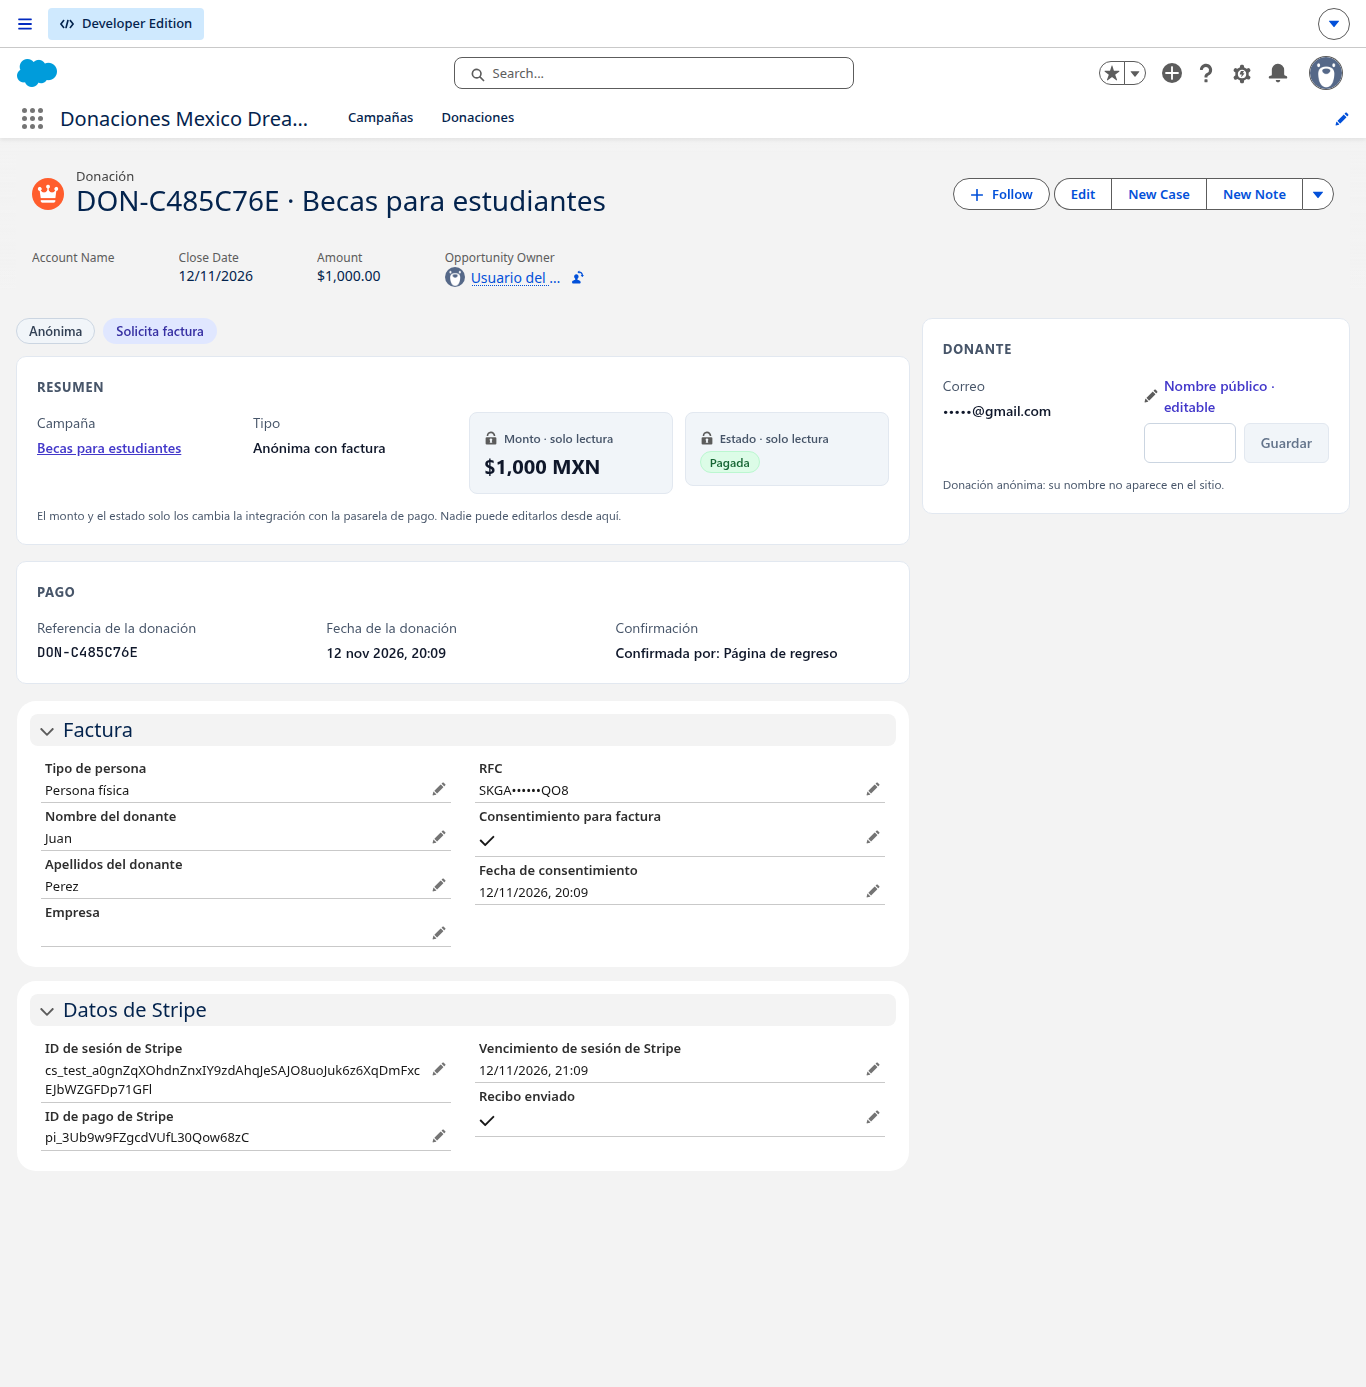 Developer Edition
Search...
Donaciones Mexico Drea...
Campañas
Donaciones
Donación
DON-C485C76E · Becas para estudiantes
Follow
Edit
New Case
New Note
Account Name
Close Date
12/11/2026
Amount
$1,000.00
Opportunity Owner
Usuario del ...
Anónima
Solicita factura
RESUMEN
Campaña
Becas para estudiantes
Tipo
Anónima con factura
Monto · solo lectura
$1,000 MXN
Estado · solo lectura
Pagada
El monto y el estado solo los cambia la integración con la pasarela de pago. Nadie puede editarlos desde aquí.
DONANTE
Correo
•••••@gmail.com
Nombre público ·
editable
Guardar
Donación anónima: su nombre no aparece en el sitio.
PAGO
Referencia de la donación
DON-C485C76E
Fecha de la donación
12 nov 2026, 20:09
Confirmación
Confirmada por: Página de regreso
Factura
Tipo de persona
Persona física
RFC
SKGA••••••QO8
Nombre del donante
Juan
Consentimiento para factura
Apellidos del donante
Perez
Fecha de consentimiento
12/11/2026, 20:09
Empresa
Datos de Stripe
ID de sesión de Stripe
cs_test_a0gnZqXOhdnZnxIY9zdAhqJeSAJO8uoJuk6z6XqDmFxc
EJbWZGFDp71GFl
Vencimiento de sesión de Stripe
12/11/2026, 21:09
ID de pago de Stripe
pi_3Ub9w9FZgcdVUfL30Qow68zC
Recibo enviado